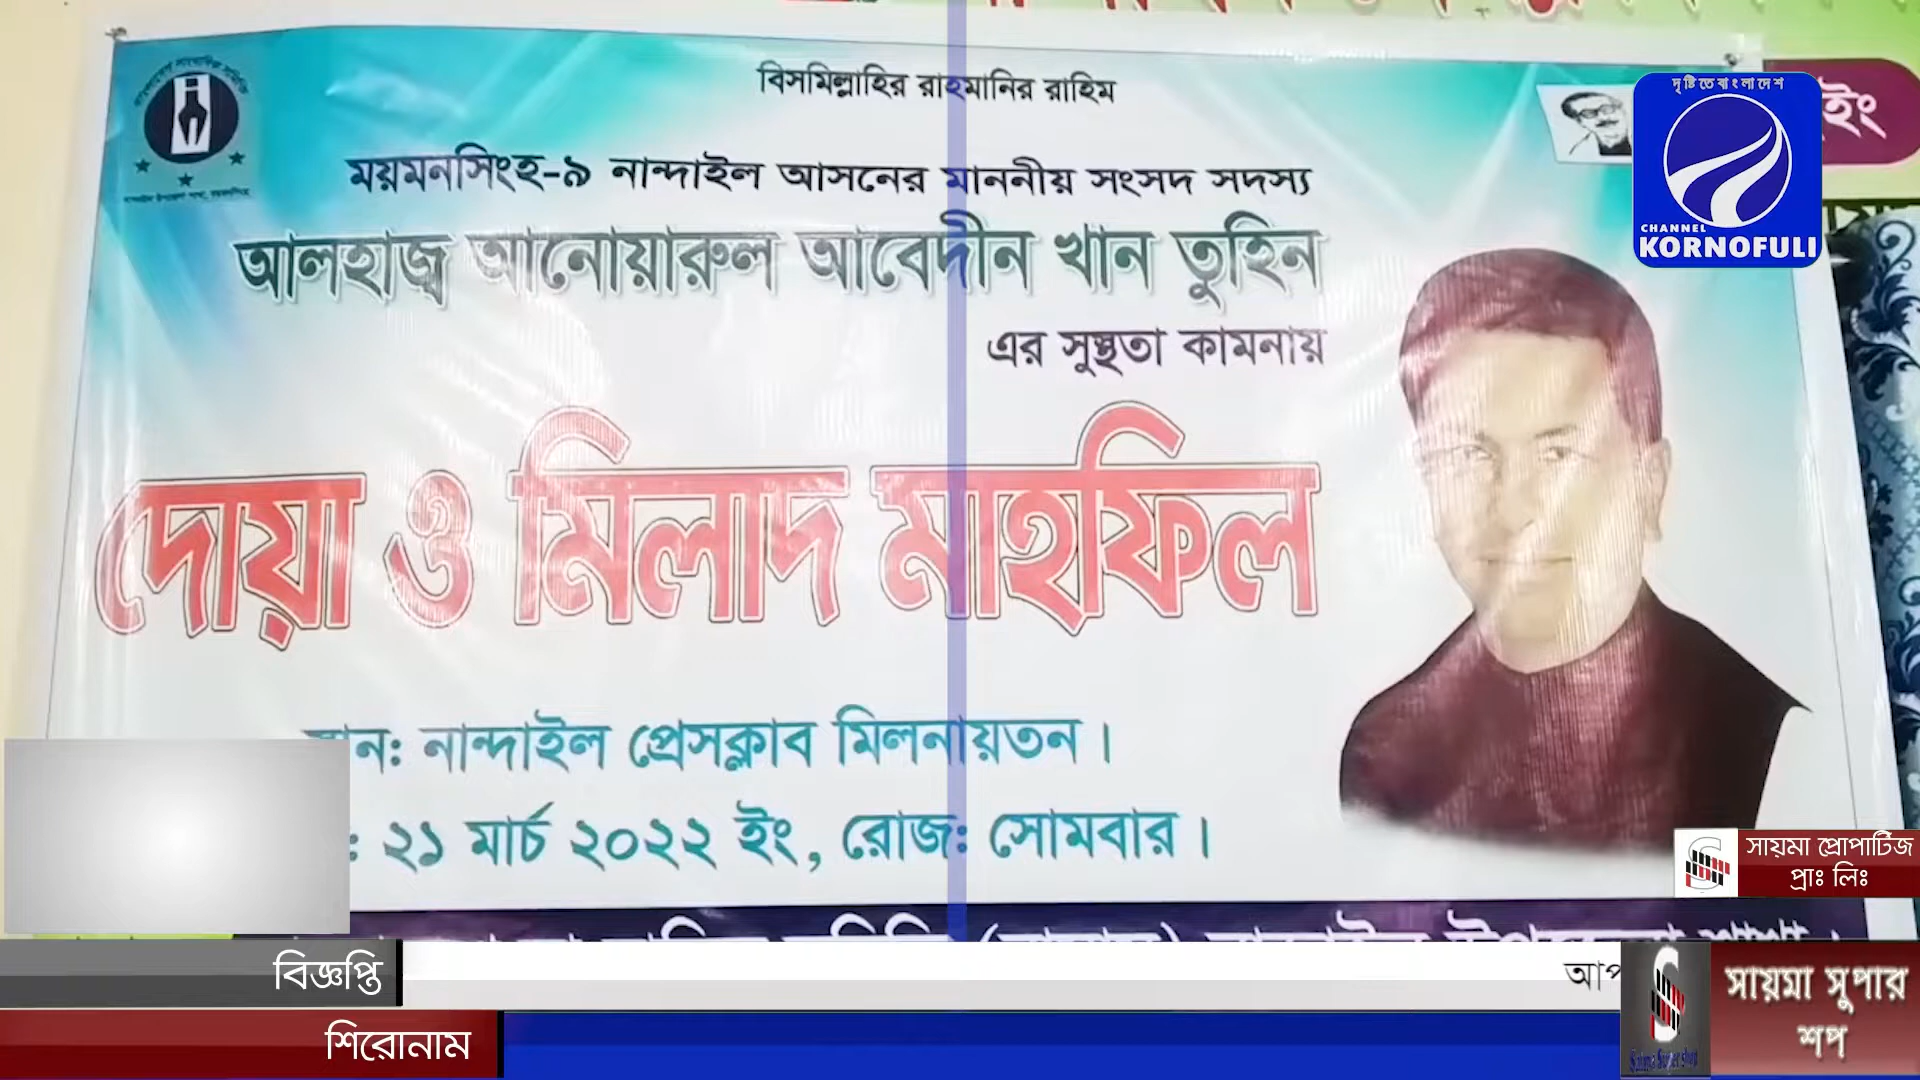 বিসমিল্লাহির রাহমানির রাহিম
দৃষ্টিতে বাংলাদেশ
CHANNEL
KORNOFULI
ইং
ময়মনসিংহ-৯ নান্দাইল আসনের মাননীয় সংসদ সদস্য
আলহাজ্ব আনোয়ারুল আবেদীন খান তুহিন
এর সুস্থতা কামনায়
দোয়া ও মিলাদ মাহফিল
নান্দাইল প্রেসক্লাব মিলনায়তন।
২১ মার্চ ২০২২ ইং, রোজ: সোমবার।
সায়মা প্রোপার্টিজ
প্রাঃ লিঃ
বিজ্ঞপ্তি
শিরোনাম
সায়মা সুপার
শপ